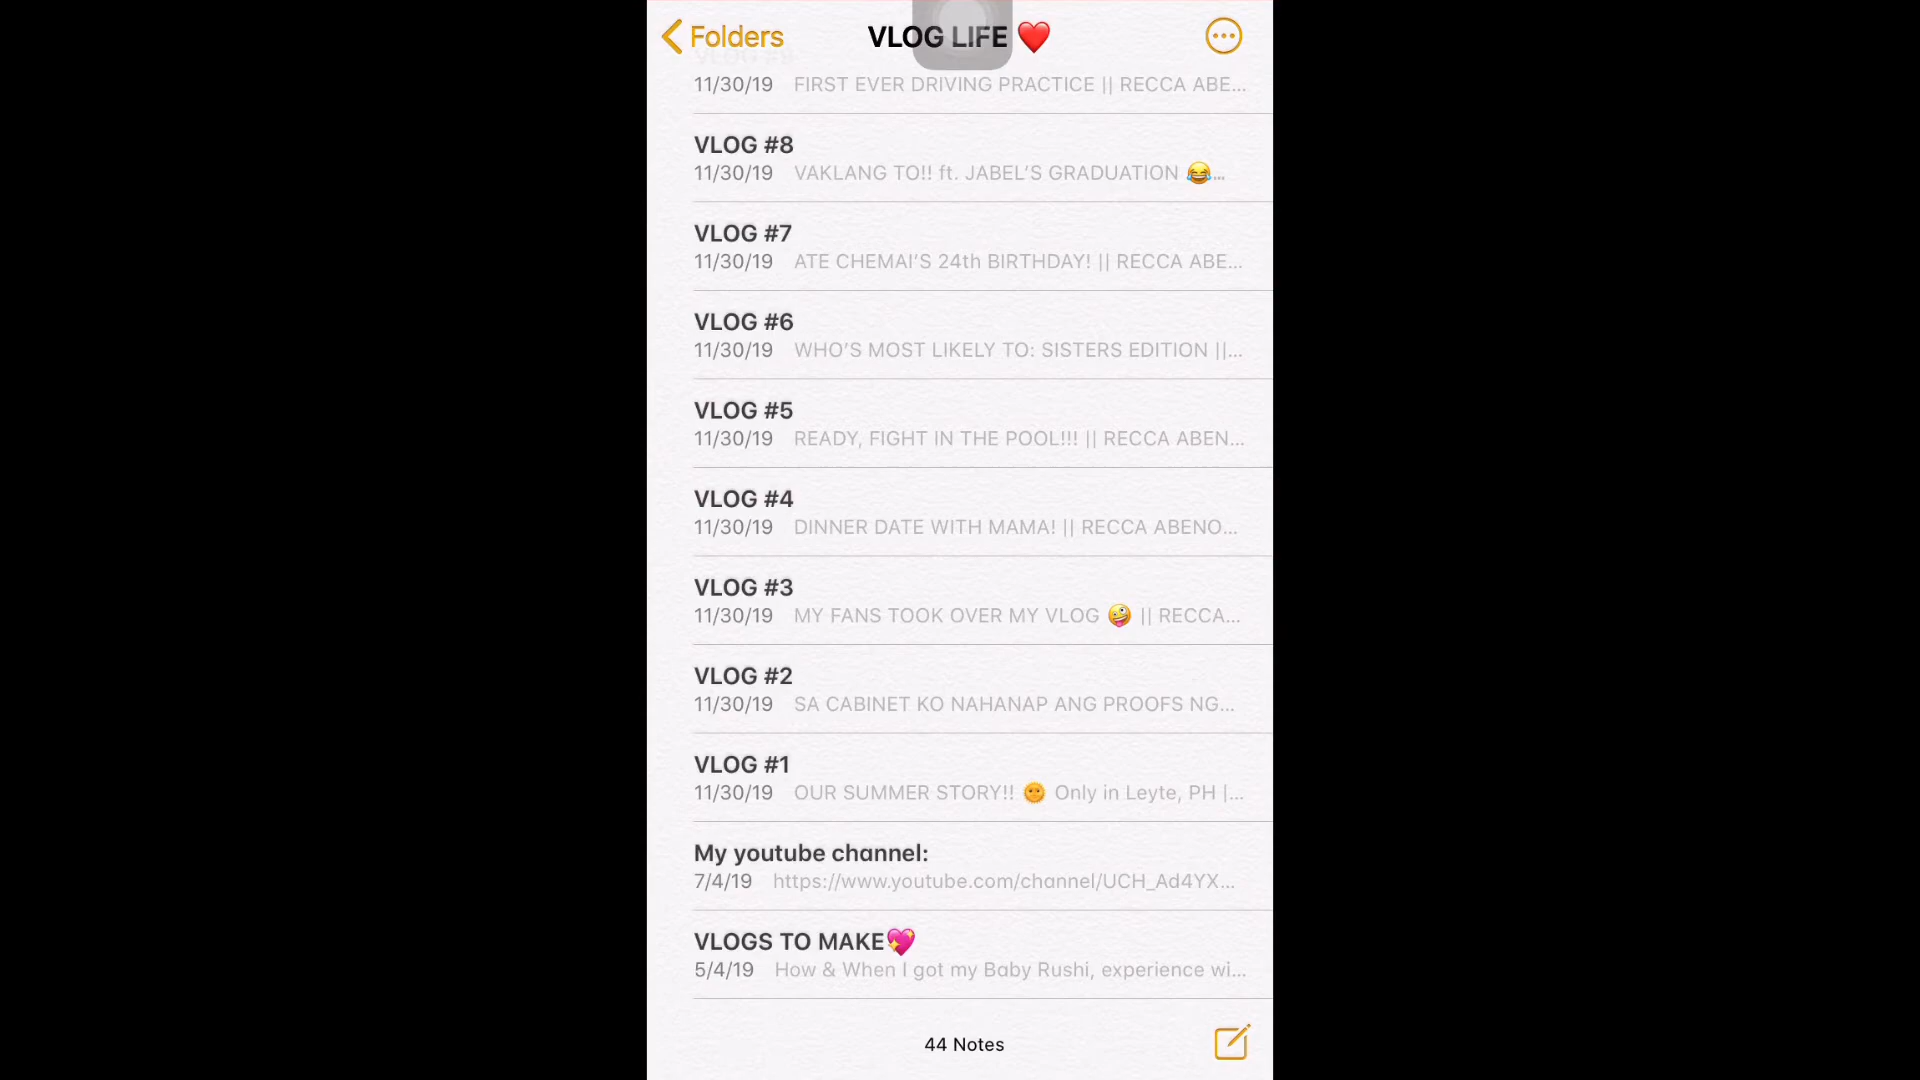 Folders
VLOG LIFE ❤️
11/30/19 FIRST EVER DRIVING PRACTICE || RECCA ABE...
VLOG #8
11/30/19 VAKLANG TO!! ft. JABEL'S GRADUATION 😂...
VLOG #7
11/30/19 ATE CHEMAI'S 24th BIRTHDAY! || RECCA ABE...
VLOG #6
11/30/19 WHO'S MOST LIKELY TO: SISTERS EDITION ||...
VLOG #5
11/30/19 READY, FIGHT IN THE POOL!!! || RECCA ABEN...
VLOG #4
11/30/19 DINNER DATE WITH MAMA! || RECCA ABENO...
VLOG #3
11/30/19 MY FANS TOOK OVER MY VLOG 🤪 || RECCA...
VLOG #2
11/30/19 SA CABINET KO NAHANAP ANG PROOFS NG...
VLOG #1
11/30/19 OUR SUMMER STORY!! 🌞 Only in Leyte, PH |...
My youtube channel:
7/4/19 https://www.youtube.com/channel/UCH_Ad4YX...
VLOGS TO MAKE💖
5/4/19 How & When I got my Baby Rushi, experience wi...
44 Notes